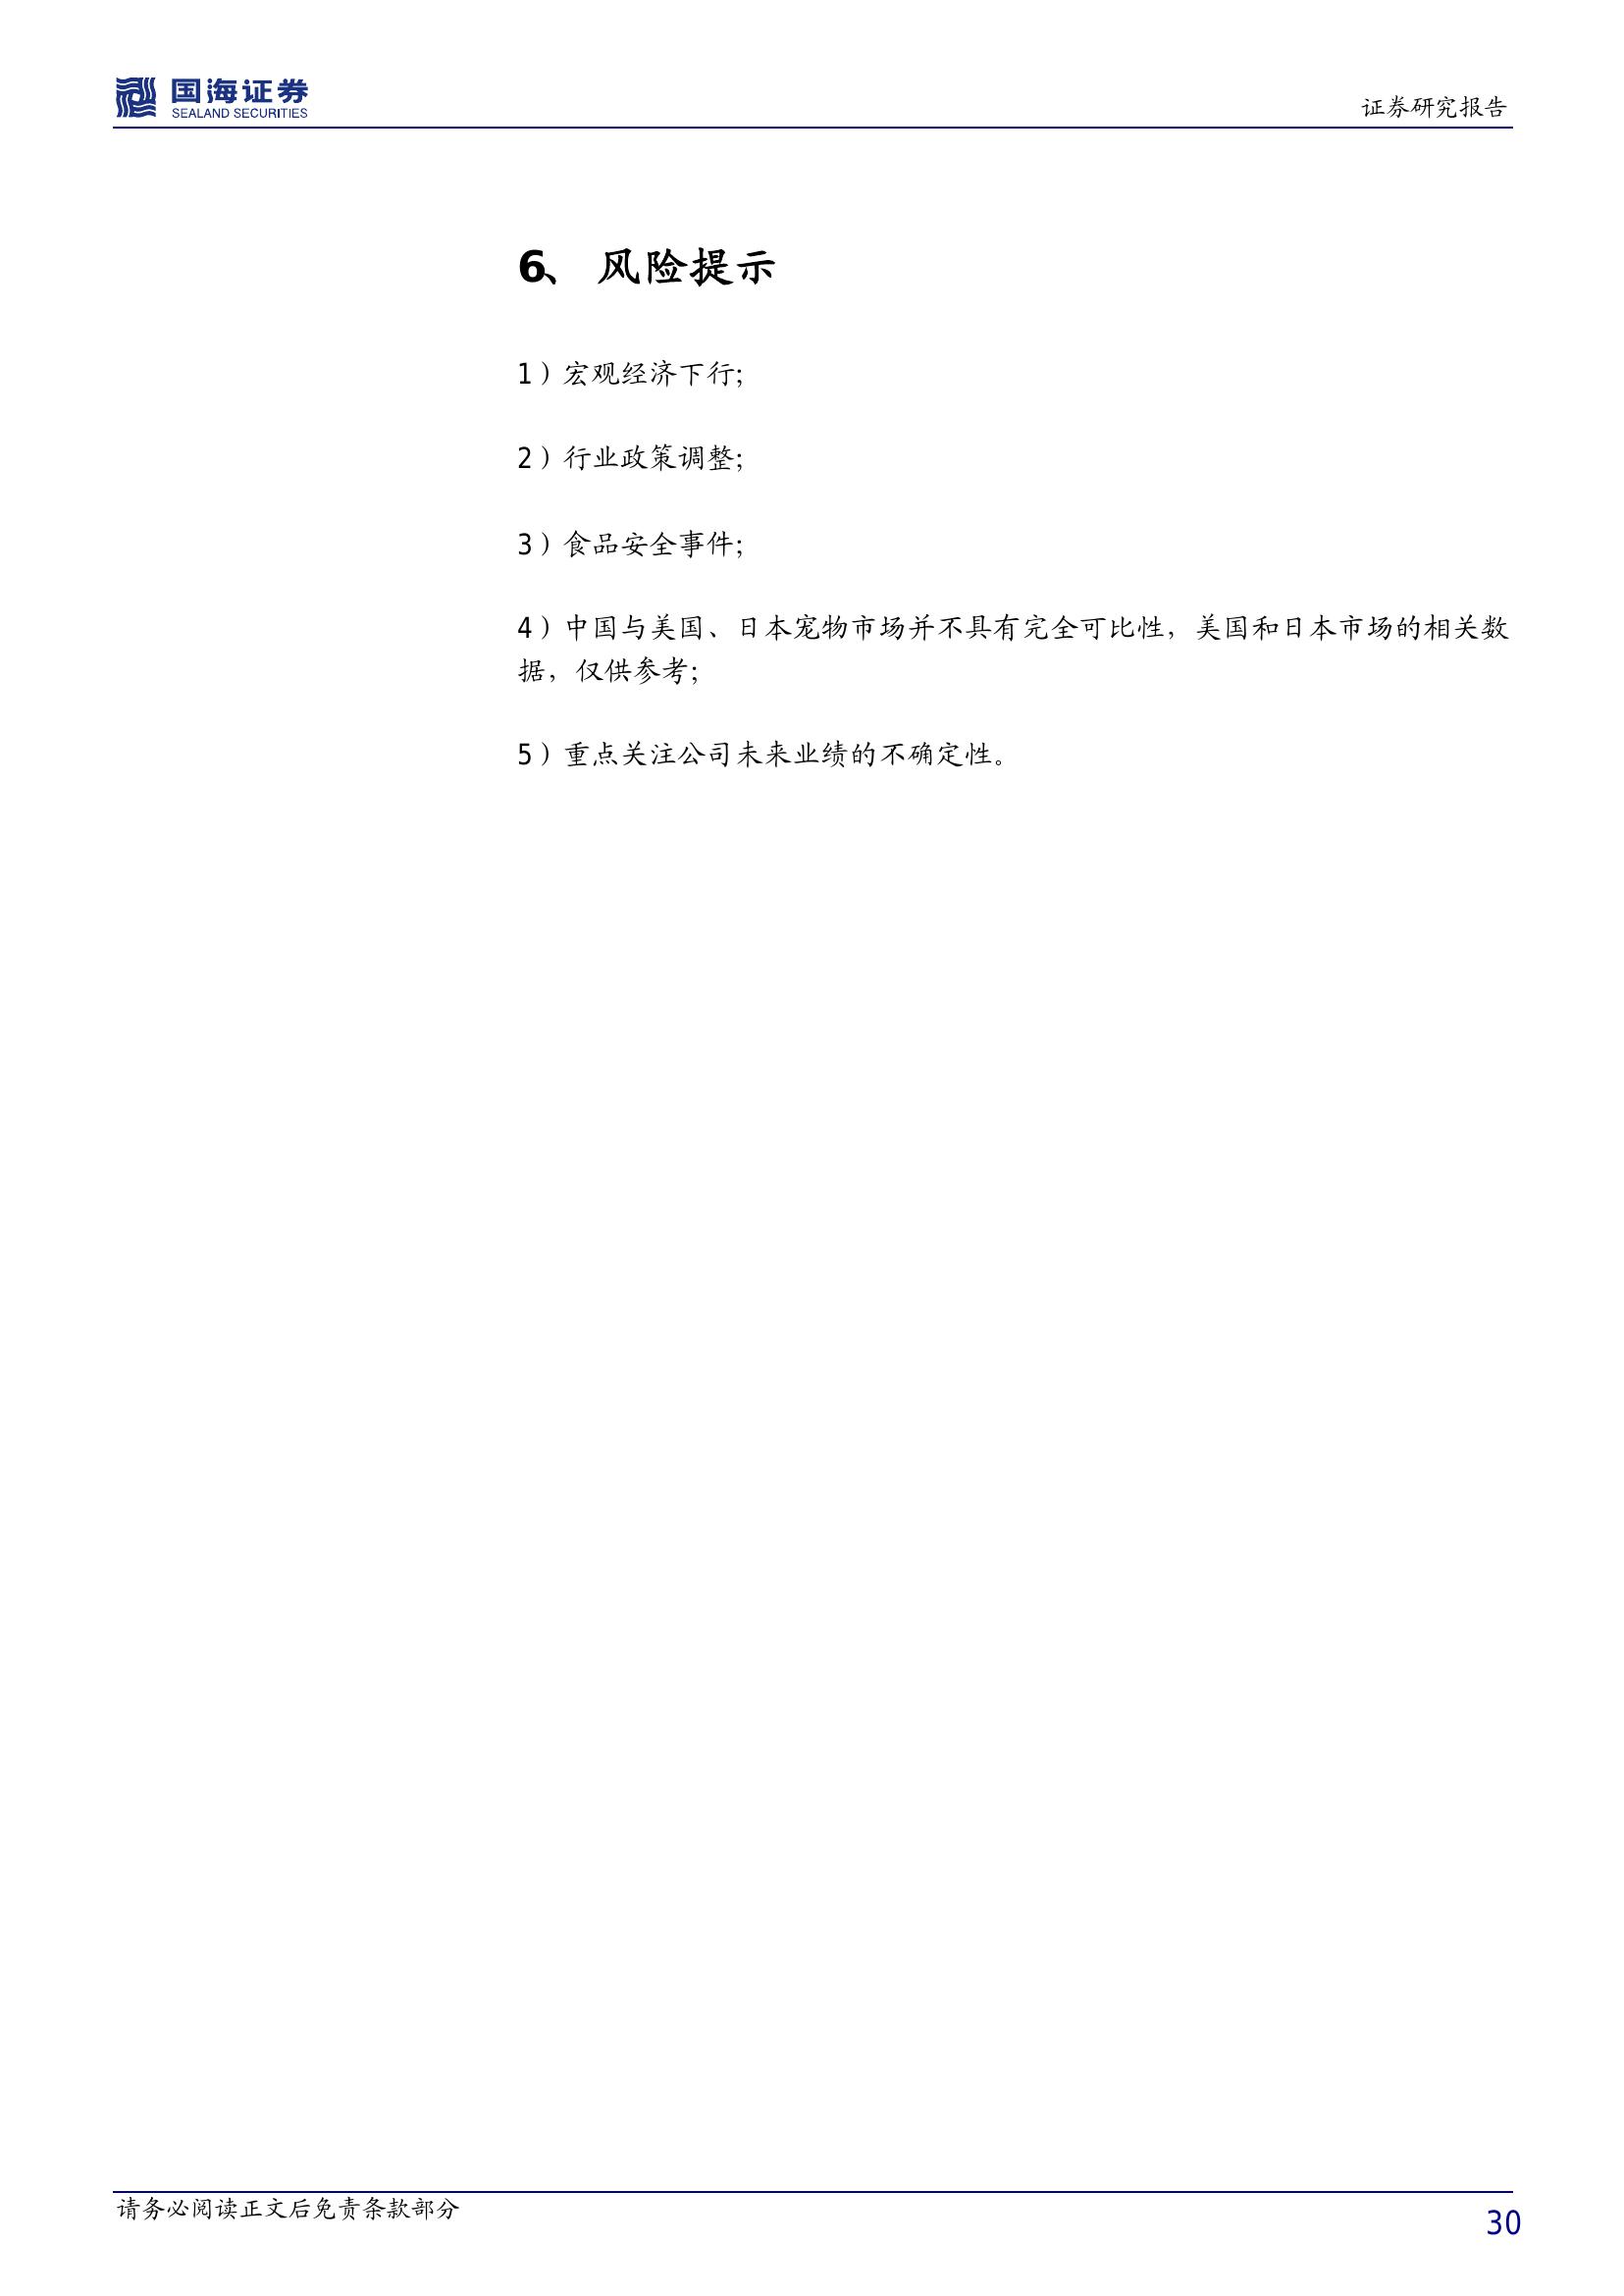 国海证券
SEALAND SECURITIES
证券研究报告
6、 风险提示
1）宏观经济下行；
2）行业政策调整；
3）食品安全事件；
4）中国与美国、日本宠物市场并不具有完全可比性，美国和日本市场的相关数
据，仅供参考；
5）重点关注公司未来业绩的不确定性。
请务必阅读正文后免责条款部分
30